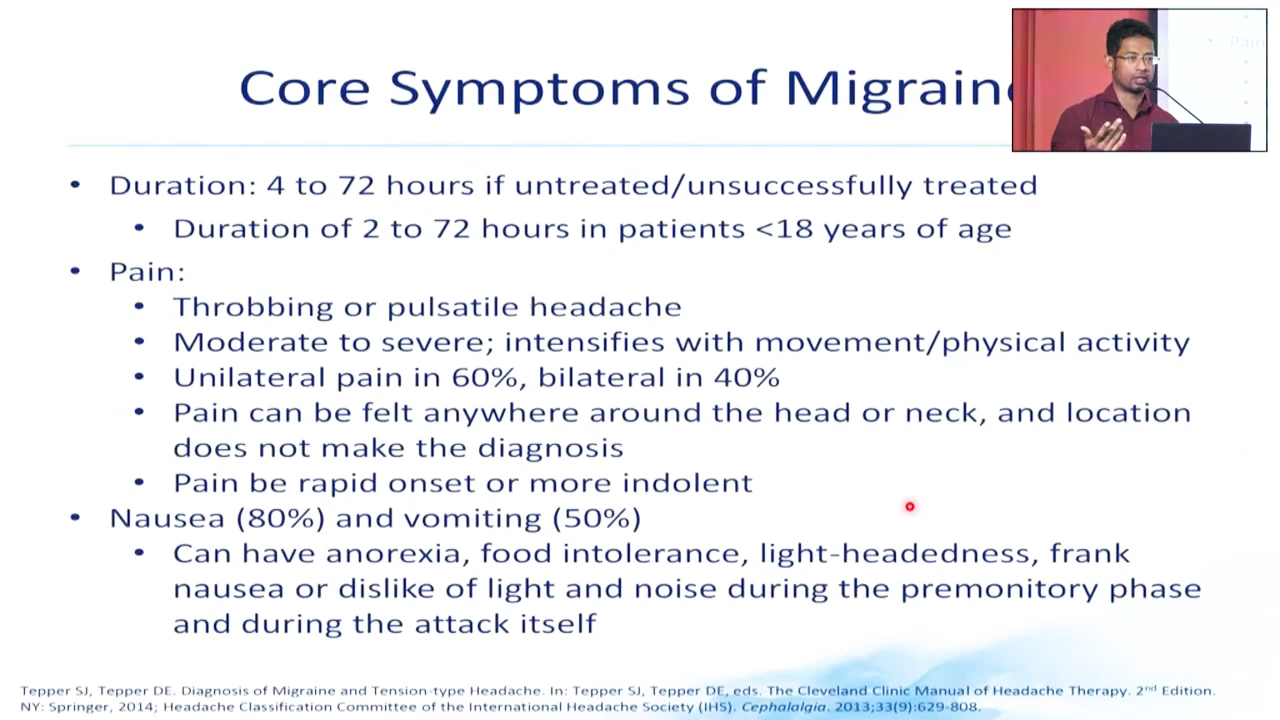 Core Symptoms of Migraine
• Duration: 4 to 72 hours if untreated/unsuccessfully treated
• Duration of 2 to 72 hours in patients <18 years of age
• Pain:
• Throbbing or pulsatile headache
• Moderate to severe; intensifies with movement/physical activity
• Unilateral pain in 60%, bilateral in 40%
• Pain can be felt anywhere around the head or neck, and location
does not make the diagnosis
• Pain be rapid onset or more indolent
• Nausea (80%) and vomiting (50%)
• Can have anorexia, food intolerance, light-headedness, frank
nausea or dislike of light and noise during the premonitory phase
and during the attack itself
Tepper SJ, Tepper DE. Diagnosis of Migraine and Tension-type Headache. In: Tepper SJ, Tepper DE, eds. The Cleveland Clinic Manual of Headache Therapy. 2nd Edition.
NY: Springer, 2014; Headache Classification Committee of the International Headache Society (IHS). Cephalalgia. 2013;33(9):629-808.
• Pain